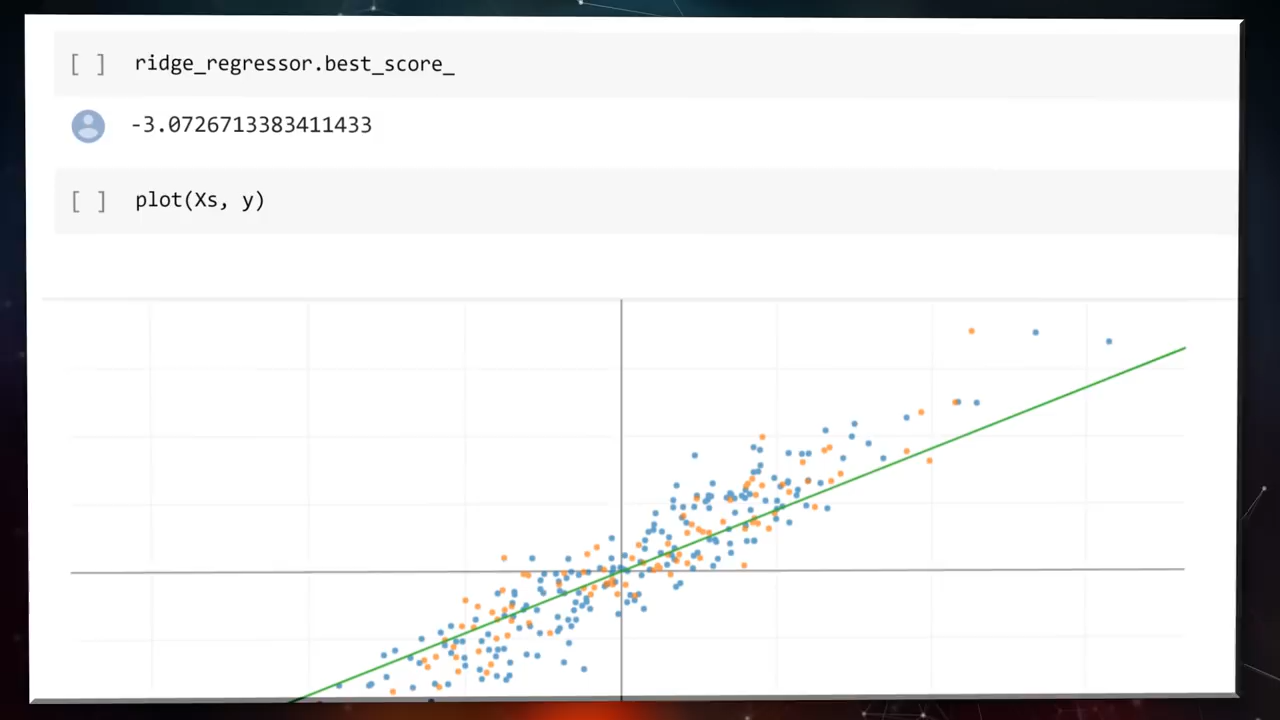 [ ] ridge_regressor.best_score_
-3.0726713383411433
[ ] plot(Xs, y)